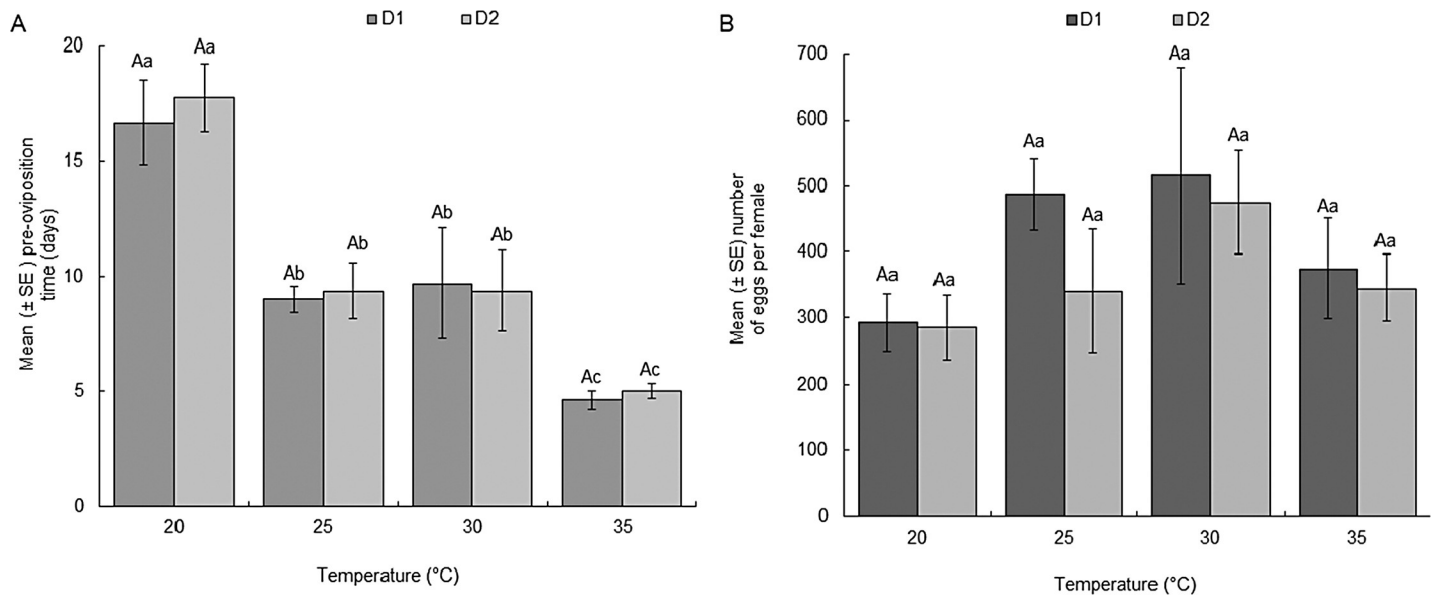 A
D1 D2
20
15
10
5
0
Mean (± SE ) pre-oviposition
time (days)
Aa Aa
Ab Ab
Ab Ab
Ac Ac
20 25 30 35
Temperature (°C)
B
D1 D2
700
600
500
400
300
200
100
0
Mean (± SE) number
of eggs per female
Aa Aa
Aa Aa
Aa Aa
Aa Aa
20 25 30 35
Temperature (°C)